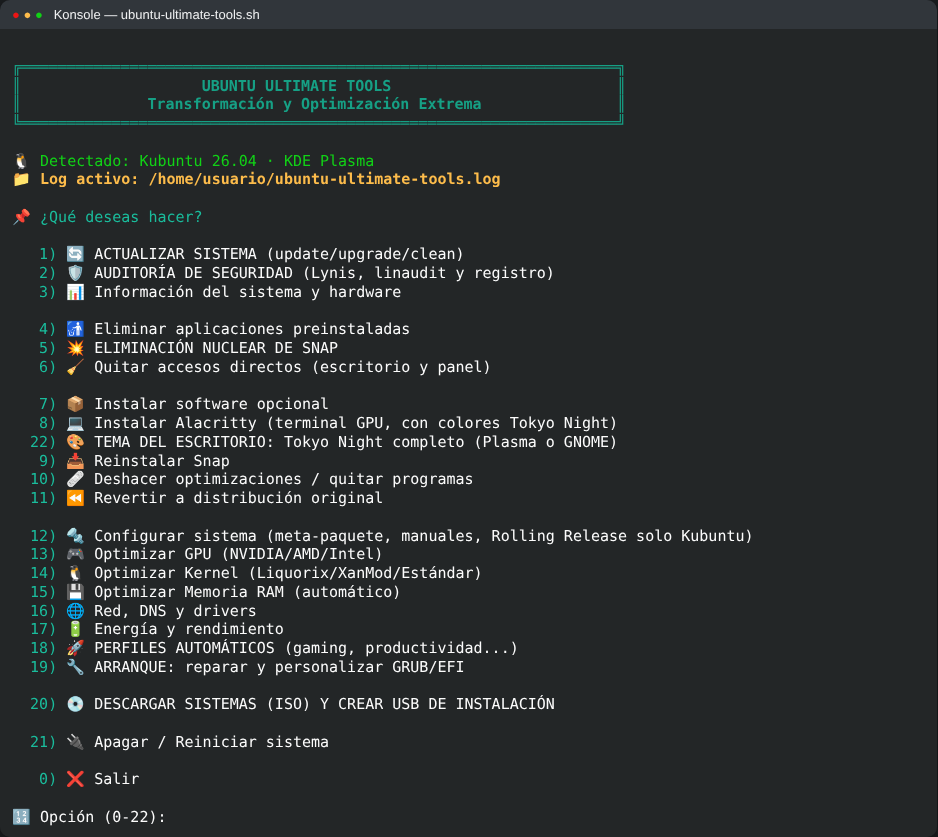 Konsole — ubuntu-ultimate-tools.sh
UBUNTU ULTIMATE TOOLS
Transformación y Optimización Extrema
🐧 Detectado: Kubuntu 26.04 · KDE Plasma
📁 Log activo: /home/usuario/ubuntu-ultimate-tools.log
📌 ¿Qué deseas hacer?
1) 🔄 ACTUALIZAR SISTEMA (update/upgrade/clean)
2) 🛡️ AUDITORÍA DE SEGURIDAD (Lynis, linaudit y registro)
3) 📊 Información del sistema y hardware
4) 🚮 Eliminar aplicaciones preinstaladas
5) 💥 ELIMINACIÓN NUCLEAR DE SNAP
6) 🧹 Quitar accesos directos (escritorio y panel)
7) 📦 Instalar software opcional
8) 💻 Instalar Alacritty (terminal GPU, con colores Tokyo Night)
22) 🎨 TEMA DEL ESCRITORIO: Tokyo Night completo (Plasma o GNOME)
9) 📥 Reinstalar Snap
10) 🩹 Deshacer optimizaciones / quitar programas
11) ⏪ Revertir a distribución original
12) 🔩 Configurar sistema (meta-paquete, manuales, Rolling Release solo Kubuntu)
13) 🎮 Optimizar GPU (NVIDIA/AMD/Intel)
14) 🐧 Optimizar Kernel (Liquorix/XanMod/Estándar)
15) 💾 Optimizar Memoria RAM (automático)
16) 🌐 Red, DNS y drivers
17) 🔋 Energía y rendimiento
18) 🚀 PERFILES AUTOMÁTICOS (gaming, productividad...)
19) 🔧 ARRANQUE: reparar y personalizar GRUB/EFI
20) 💿 DESCARGAR SISTEMAS (ISO) Y CREAR USB DE INSTALACIÓN
21) 🔌 Apagar / Reiniciar sistema
0) ❌ Salir
🔢 Opción (0-22):